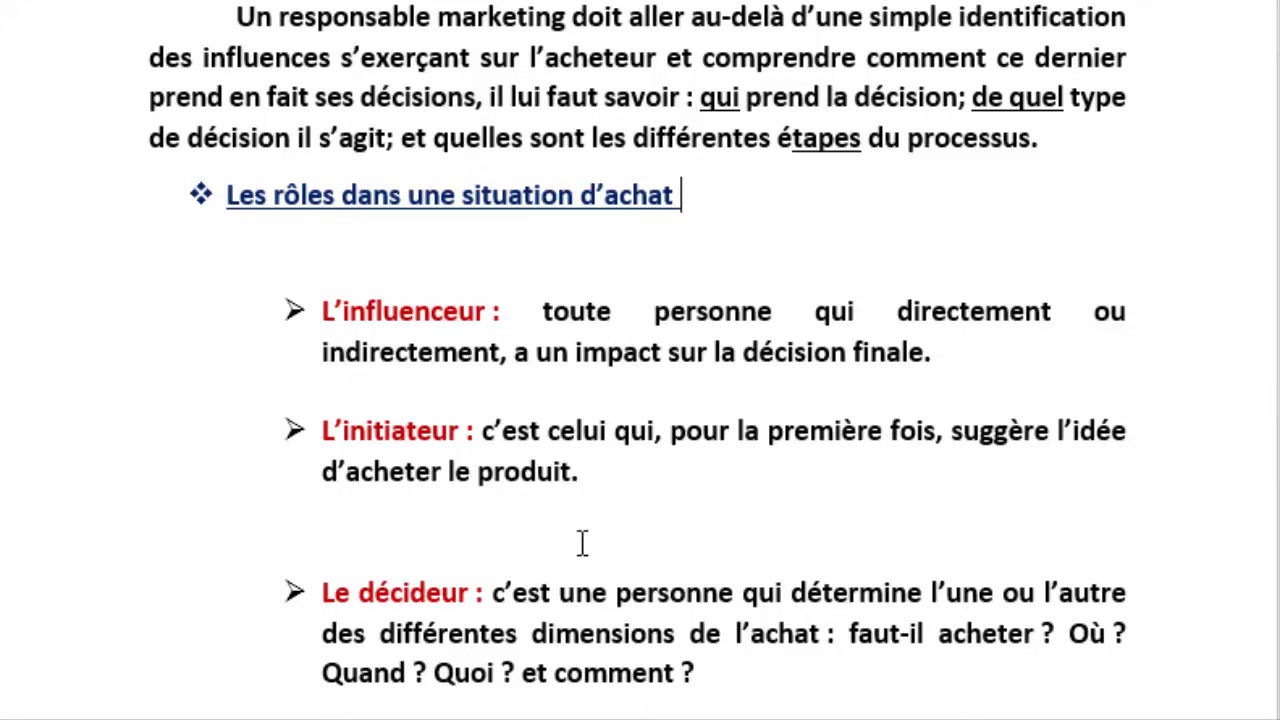 Un responsable marketing doit aller au-delà d’une simple identification
des influences s’exerçant sur l’acheteur et comprendre comment ce dernier
prend en fait ses décisions, il lui faut savoir : qui prend la décision; de quel type
de décision il s’agit; et quelles sont les différentes étapes du processus.
❖ Les rôles dans une situation d’achat
➢ L’influenceur : toute personne qui directement ou
indirectement, a un impact sur la décision finale.
➢ L’initiateur : c’est celui qui, pour la première fois, suggère l’idée
d’acheter le produit.
➢ Le décideur : c’est une personne qui détermine l’une ou l’autre
des différentes dimensions de l’achat : faut-il acheter ? Où ?
Quand ? Quoi ? et comment ?